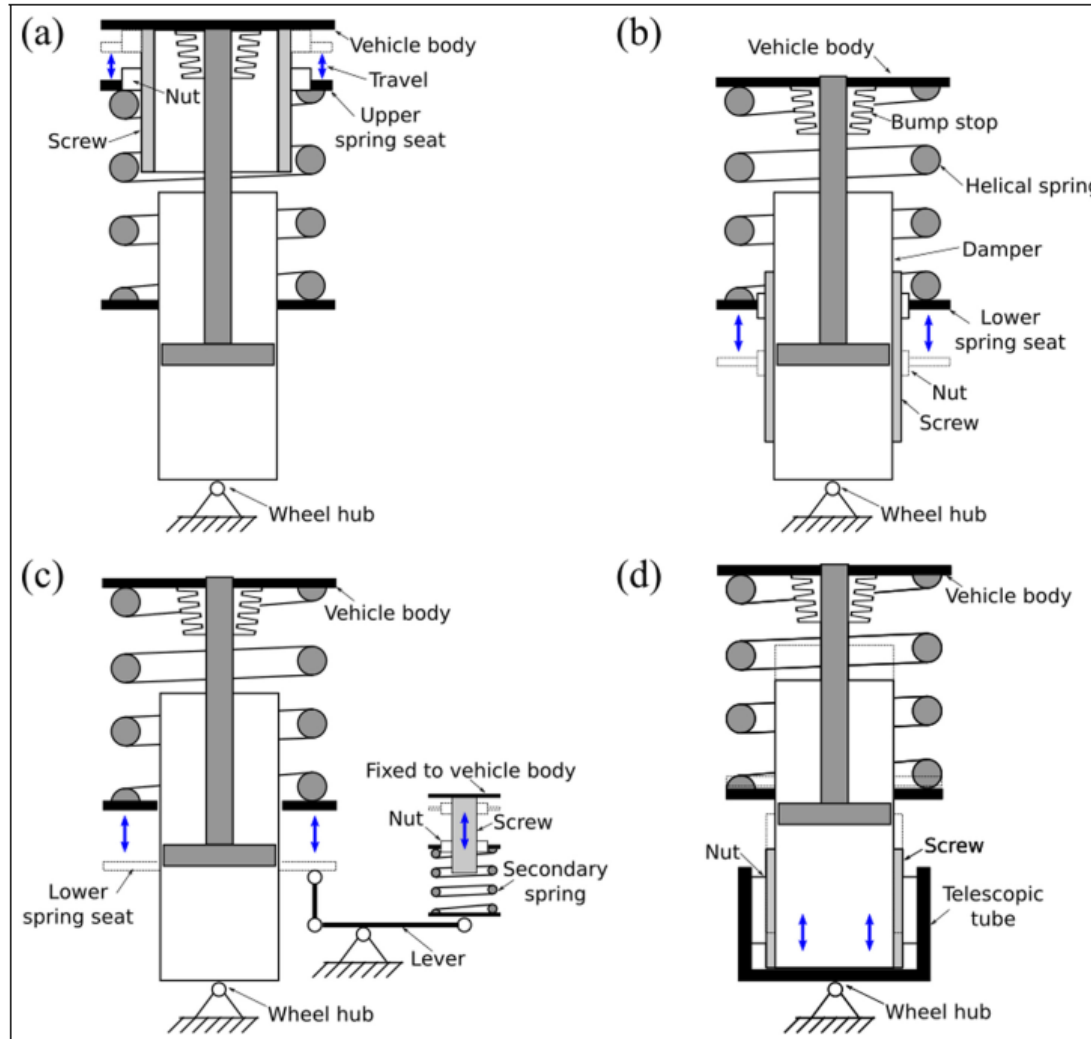 (a)
Vehicle body
Travel
Nut
Upper
spring seat
Screw
Wheel hub
(b)
Vehicle body
Bump stop
Helical spring
Damper
Lower
spring seat
Nut
Screw
Wheel hub
(c)
Vehicle body
Fixed to vehicle body
Nut
Screw
Secondary
spring
Lower
spring seat
Lever
Wheel hub
(d)
Vehicle body
Nut
Screw
Telescopic
tube
Wheel hub